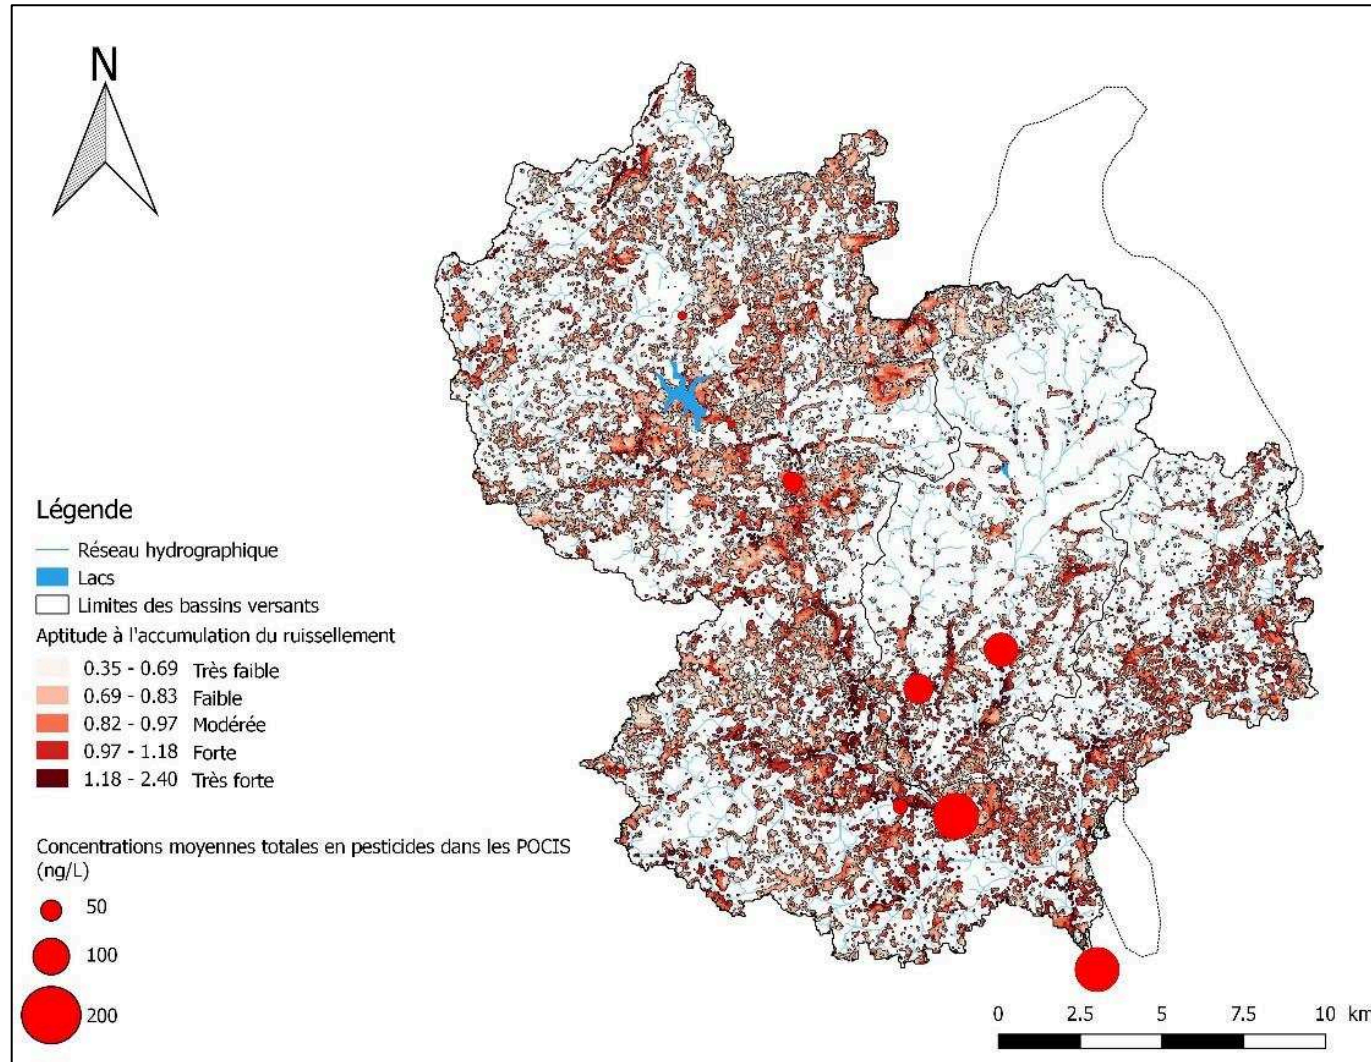 N
Légende
Réseau hydrographique
Lacs
Limites des bassins versants
Aptitude à l'accumulation du ruissellement
0.35 - 0.69 Très faible
0.69 - 0.83 Faible
0.82 - 0.97 Modérée
0.97 - 1.18 Forte
1.18 - 2.40 Très forte
Concentrations moyennes totales en pesticides dans les POCIS
(ng/L)
50
100
200
0 2.5 5 7.5 10 km